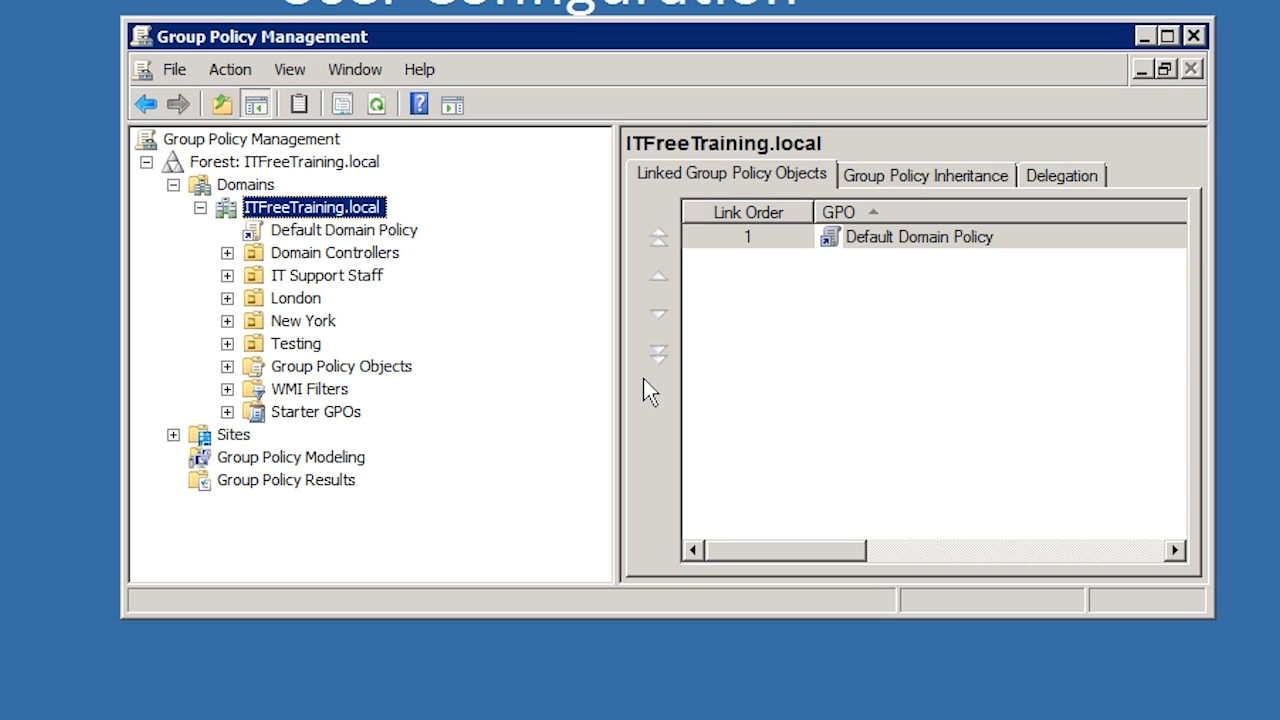 User Configuration
Group Policy Management
File Action View Window Help
Group Policy Management
Forest: ITFreeTraining.local
Domains
ITFreeTraining.local
Default Domain Policy
Domain Controllers
IT Support Staff
London
New York
Testing
Group Policy Objects
WMI Filters
Starter GPOs
Sites
Group Policy Modeling
Group Policy Results
ITFreeTraining.local
Linked Group Policy Objects Group Policy Inheritance Delegation
Link Order GPO
1 Default Domain Policy